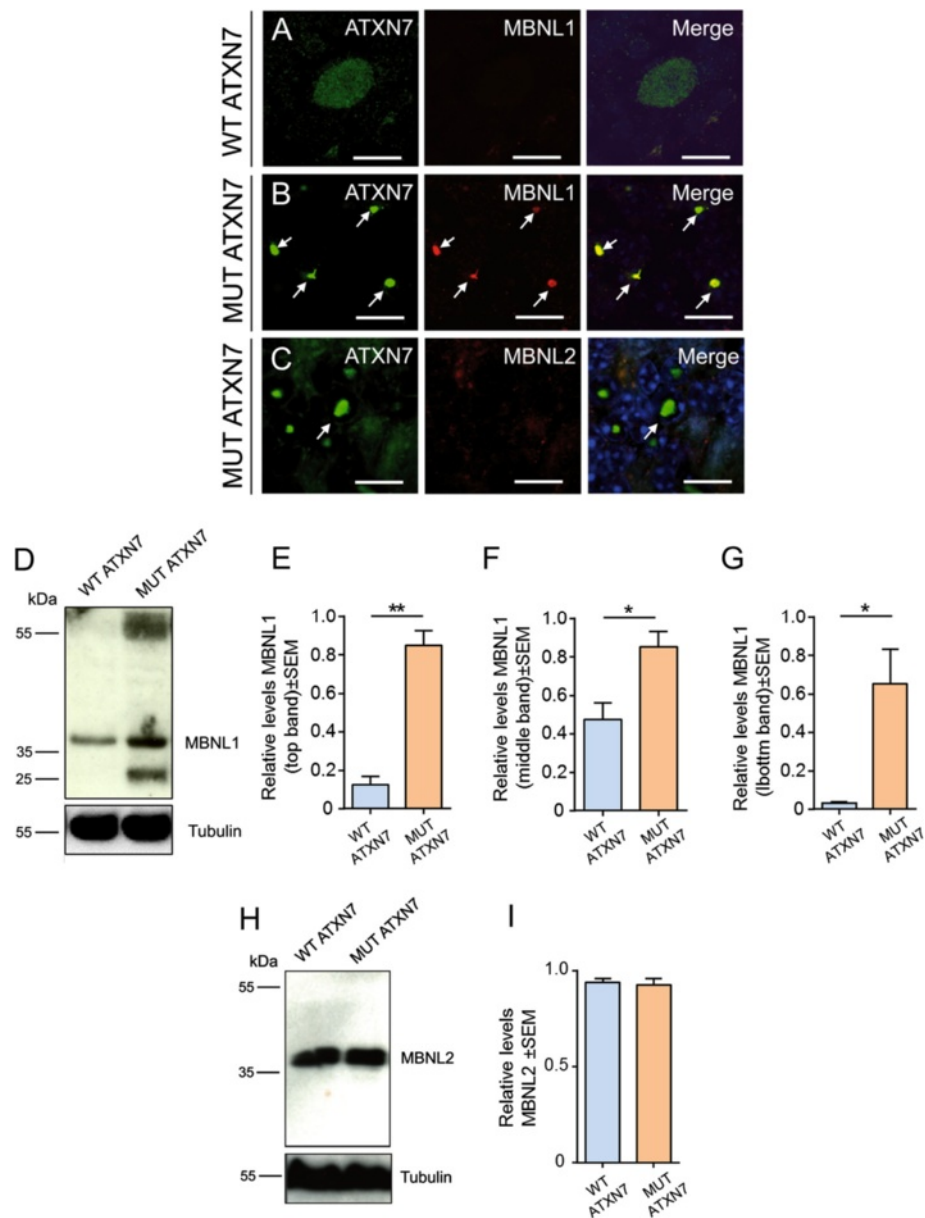 A ATXN7 MBNL1 Merge
WT ATXN7
B ATXN7 MBNL1 Merge
MUT ATXN7
C ATXN7 MBNL2 Merge
MUT ATXN7
D
WT ATXN7
MUT ATXN7
kDa
55
35
25
MBNL1
55
Tubulin
E
Relative levels MBNL1
(top band)±SEM
1.0
0.8
0.6
0.4
0.2
0
**
WT
ATXN7
MUT
ATXN7
F
Relative levels MBNL1
(middle band)±SEM
1.0
0.8
0.6
0.4
0.2
0
*
WT
ATXN7
MUT
ATXN7
G
Relative levels MBNL1
(lbottm band)±SEM
1.0
0.8
0.6
0.4
0.2
0
*
WT
ATXN7
MUT
ATXN7
H
WT ATXN7
MUT ATXN7
kDa
55
35
MBNL2
55
Tubulin
I
Relative levels
MBNL2 ±SEM
1.0
0.5
0
WT
ATXN7
MUT
ATXN7